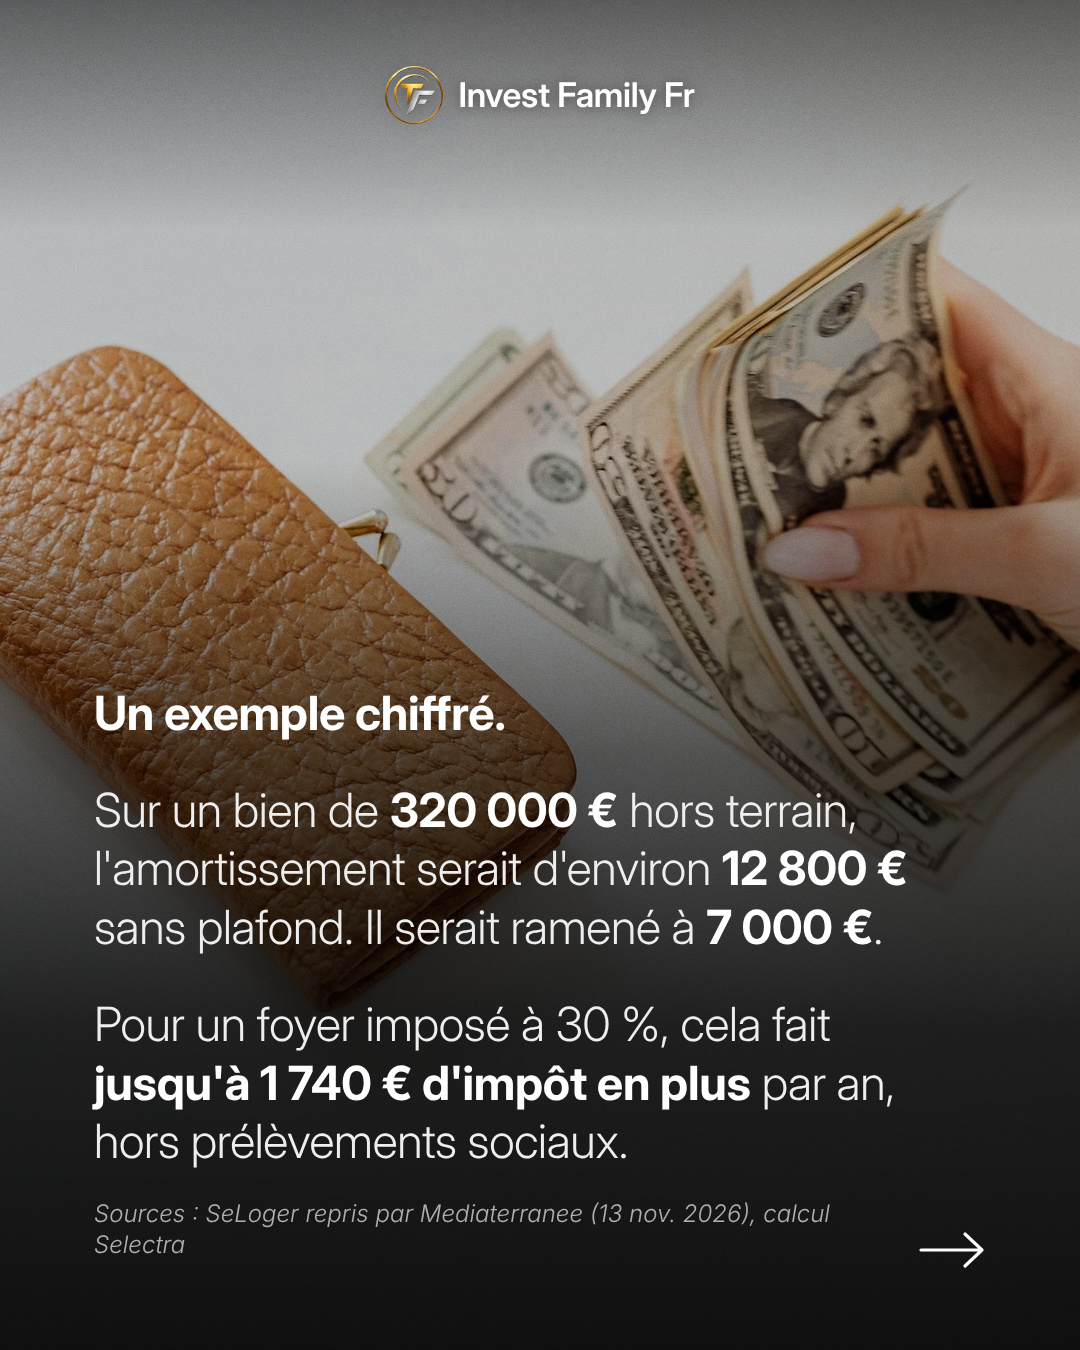 Invest Family Fr
Un exemple chiffré.
Sur un bien de 320 000 € hors terrain,
l'amortissement serait d'environ 12 800 €
sans plafond. Il serait ramené à 7 000 €.
Pour un foyer imposé à 30 %, cela fait
jusqu'à 1 740 € d'impôt en plus par an,
hors prélèvements sociaux.
Sources : SeLoger repris par Mediaterranee (13 nov. 2026), calcul
Selectra